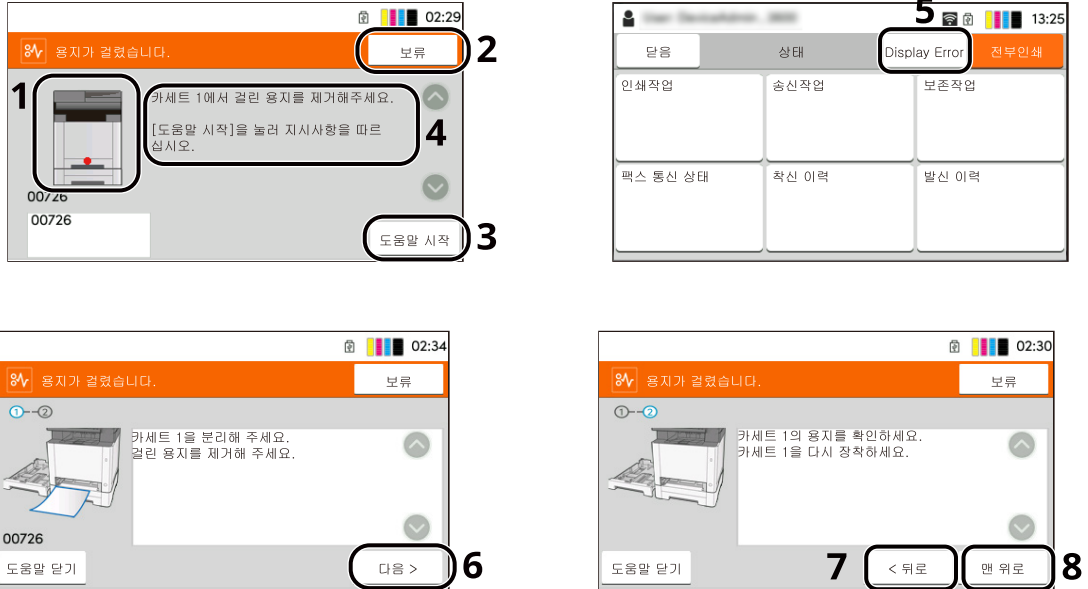 02:29
용지가 걸렸습니다.
보류
2
1
카세트 1에서 걸린 용지를 제거해주세요.
[도움말 시작]을 눌러 지시사항을 따르
십시오.
4
00726
00726
도움말 시작
3
5
13:25
닫음
상태
Display Error
전부인쇄
인쇄작업
송신작업
보존작업
팩스 통신 상태
착신 이력
발신 이력
02:34
용지가 걸렸습니다.
보류
1--2
카세트 1을 분리해 주세요.
걸린 용지를 제거해 주세요.
00726
도움말 닫기
다음 >
6
02:30
용지가 걸렸습니다.
보류
1--2
카세트 1의 용지를 확인하세요.
카세트 1을 다시 장착하세요.
도움말 닫기
7
< 뒤로
맨 위로
8